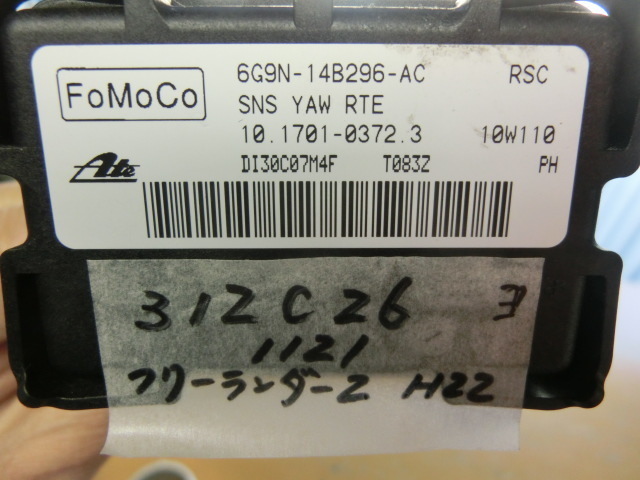 FoMoCo
6G9N-14B296-AC RSC
SNS YAW RTE
10.1701-0372.3 10W110
Ate
DI30C07M4F T083Z PH
312C26 ヨ
1121
フリーランダー2 H22